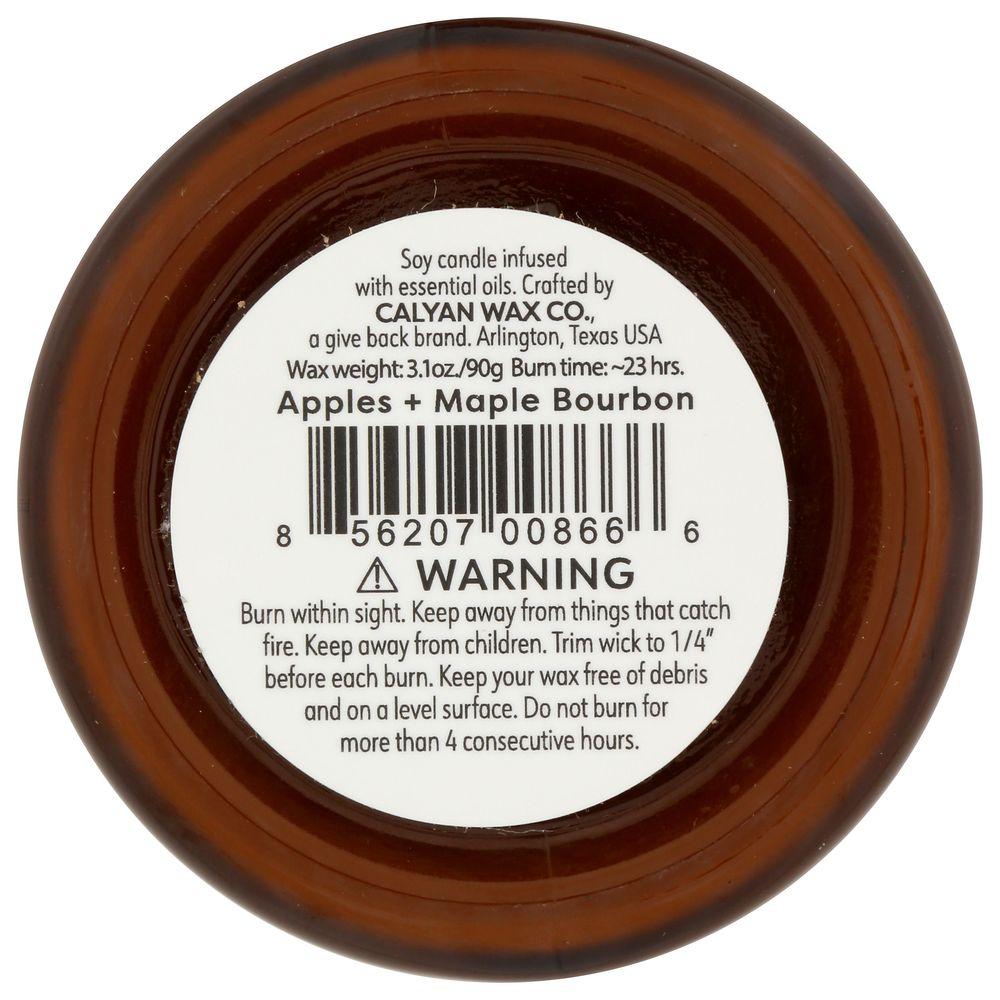 Soy candle infused
with essential oils. Crafted by
CALYAN WAX CO.,
a give back brand. Arlington, Texas USA
Wax weight: 3.1oz./90g Burn time: ~23 hrs.
Apples + Maple Bourbon
8 56207 00866 6
⚠ WARNING
Burn within sight. Keep away from things that catch
fire. Keep away from children. Trim wick to 1/4”
before each burn. Keep your wax free of debris
and on a level surface. Do not burn for
more than 4 consecutive hours.